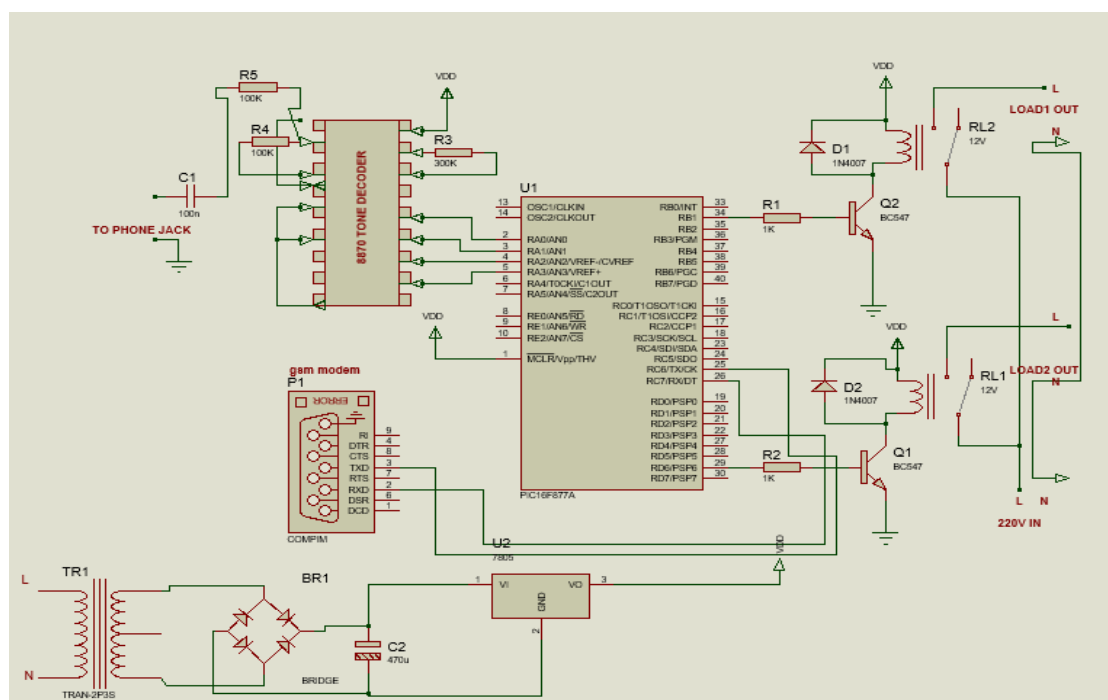 R5
100K
R4
100K
C1
100n
TO PHONE JACK
8870 TONE DECODER
VDD
R3
300K
U1
13 OSC1/CLKIN
14 OSC2/CLKOUT
2 RA0/AN0
3 RA1/AN1
4 RA2/AN2/VREF-/CVREF
5 RA3/AN3/VREF+
6 RA4/T0CKI/C1OUT
7 RA5/AN4/SS/C2OUT
8 RE0/AN5/RD
9 RE1/AN6/WR
10 RE2/AN7/CS
1 MCLR/Vpp/THV
RB0/INT 33
RB1 34
RB2 35
RB3/PGM 36
RB4 37
RB5 38
RB6/PGC 39
RB7/PGD 40
RC0/T1OSO/T1CKI 15
RC1/T1OSI/CCP2 16
RC2/CCP1 17
RC3/SCK/SCL 18
RC4/SDI/SDA 23
RC5/SDO 24
RC6/TX/CK 25
RC7/RX/DT 26
RD0/PSP0 19
RD1/PSP1 20
RD2/PSP2 21
RD3/PSP3 22
RD4/PSP4 27
RD5/PSP5 28
RD6/PSP6 29
RD7/PSP7 30
PIC16F877A
VDD
R1
1K
VDD
D1
1N4007
Q2
BC547
RL2
12V
L
LOAD1 OUT
N
R2
1K
VDD
D2
1N4007
Q1
BC547
RL1
12V
L
LOAD2 OUT
N
L N
220V IN
gsm modem
P1
ERROR
RI 9
DTR 4
CTS 8
TXD 3
RTS 7
RXD 2
DSR 6
DCD 1
COMPIM
U2
7805
1 VI
VO 3
GND
2
VDD
L
TR1
N
TRAN-2P3S
BR1
BRIDGE
C2
470u